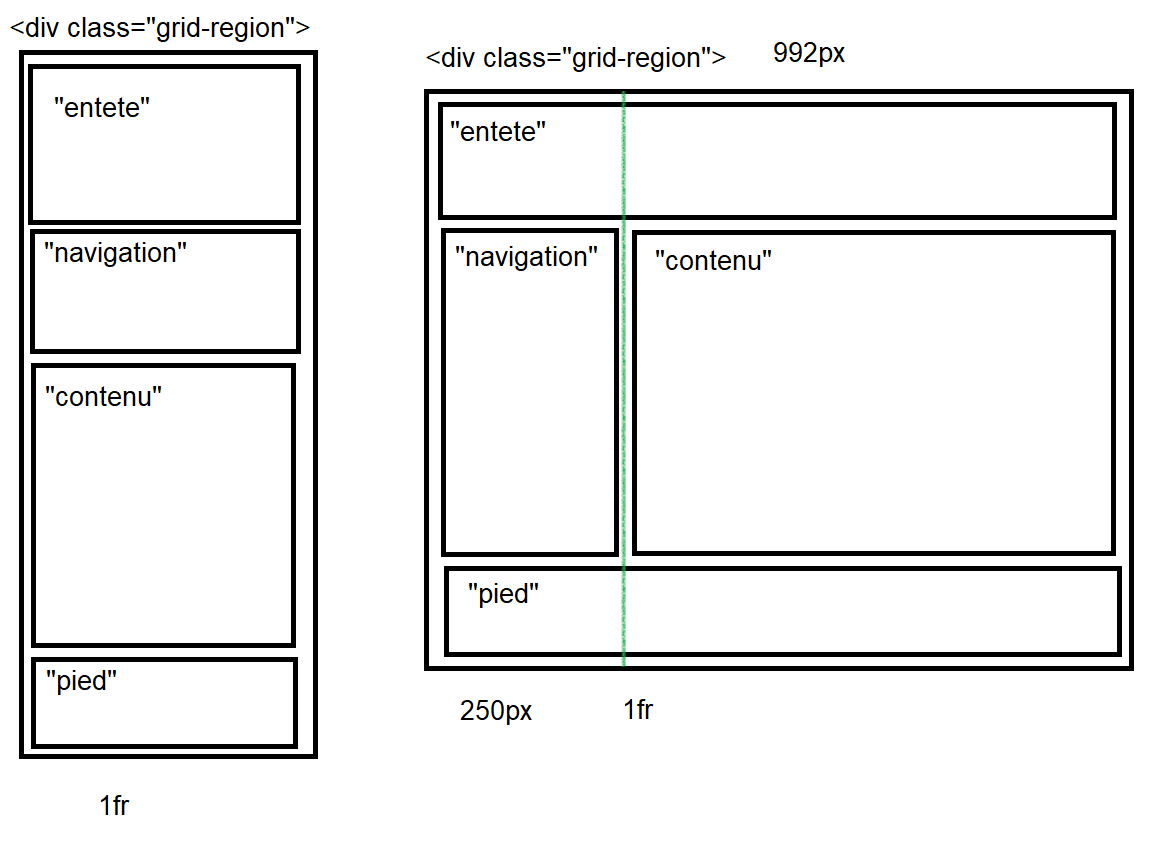 <div class="grid-region">
"entete"
"navigation"
"contenu"
"pied"
1fr
<div class="grid-region">
992px
"entete"
"navigation"
"contenu"
"pied"
250px
1fr